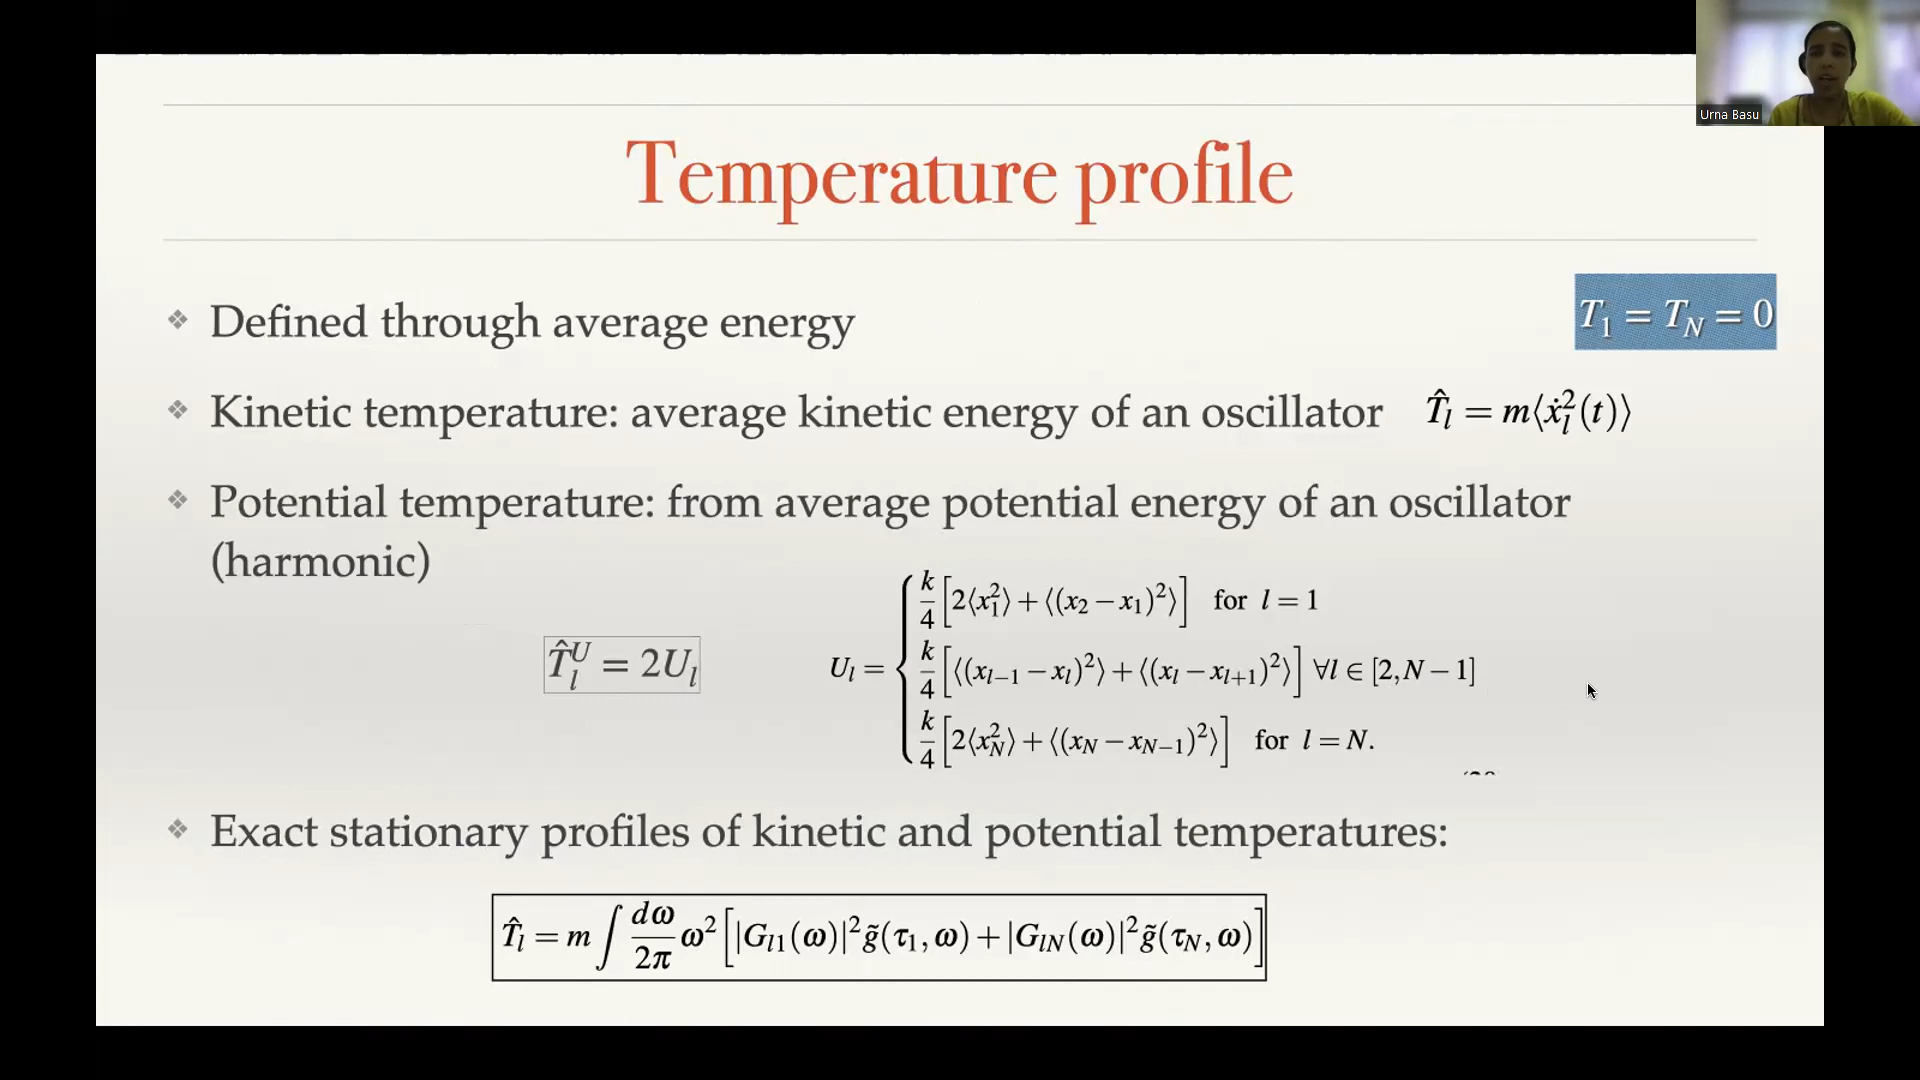 Urna Basu
Temperature profile
❖ Defined through average energy
T₁ = T_N = 0
❖ Kinetic temperature: average kinetic energy of an oscillator T̂_l = m⟨ẋ_l²(t)⟩
❖ Potential temperature: from average potential energy of an oscillator
(harmonic)
T̂_l^U = 2U_l
U_l = { k/4 [2⟨x₁²⟩ + ⟨(x₂ − x₁)²⟩] for l = 1
k/4 [⟨(x_{l−1} − x_l)²⟩ + ⟨(x_l − x_{l+1})²⟩] ∀l ∈ [2, N − 1]
k/4 [2⟨x_N²⟩ + ⟨(x_N − x_{N−1})²⟩] for l = N.
❖ Exact stationary profiles of kinetic and potential temperatures:
T̂_l = m ∫ dω/2π ω² [|G_{l1}(ω)|² g̃(τ₁, ω) + |G_{lN}(ω)|² g̃(τ_N, ω)]